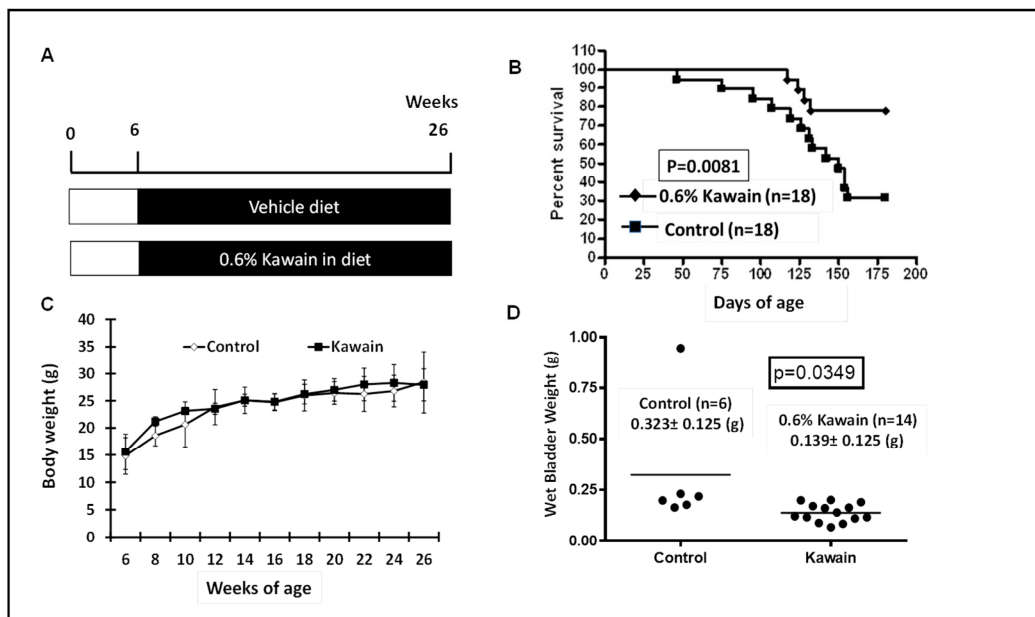 A
Weeks
0
6
26
Vehicle diet
0.6% Kawain in diet
B
Percent survival
110
100
90
80
70
60
50
40
30
20
10
0
P=0.0081
0.6% Kawain (n=18)
Control (n=18)
0 25 50 75 100 125 150 175 200
Days of age
C
Body weight (g)
40
35
30
25
20
15
10
5
0
Control
Kawain
6 8 10 12 14 16 18 20 22 24 26
Weeks of age
D
Wet Bladder Weight (g)
1.00
0.75
0.50
0.25
0.00
p=0.0349
Control (n=6)
0.323± 0.125 (g)
0.6% Kawain (n=14)
0.139± 0.125 (g)
Control
Kawain